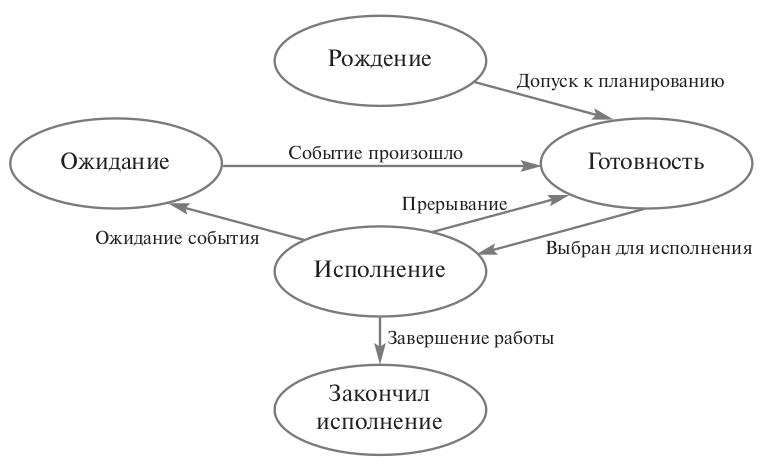 Рождение
Допуск к планированию
Ожидание
Событие произошло
Готовность
Прерывание
Ожидание события
Исполнение
Выбран для исполнения
Завершение работы
Закончил
исполнение